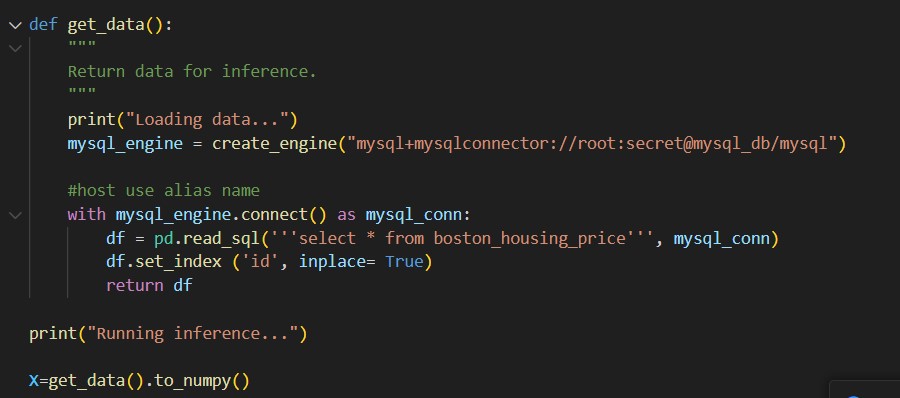 def get_data():
"""
Return data for inference.
"""
print("Loading data...")
mysql_engine = create_engine("mysql+mysqlconnector://root:secret@mysql_db/mysql")
#host use alias name
with mysql_engine.connect() as mysql_conn:
df = pd.read_sql('''select * from boston_housing_price''', mysql_conn)
df.set_index ('id', inplace= True)
return df
print("Running inference...")
X=get_data().to_numpy()